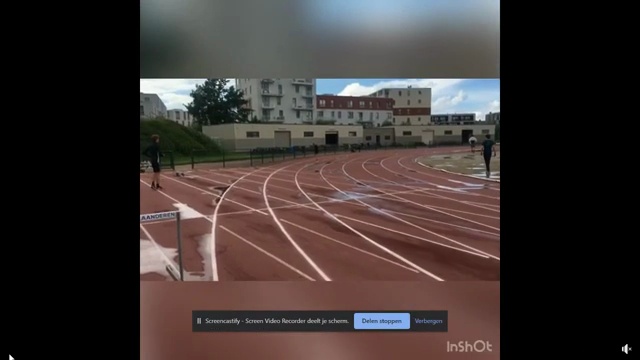 AANDEREN
Screencastify - Screen Video Recorder deelt je scherm.
Delen stoppen
Verbergen
InShOt